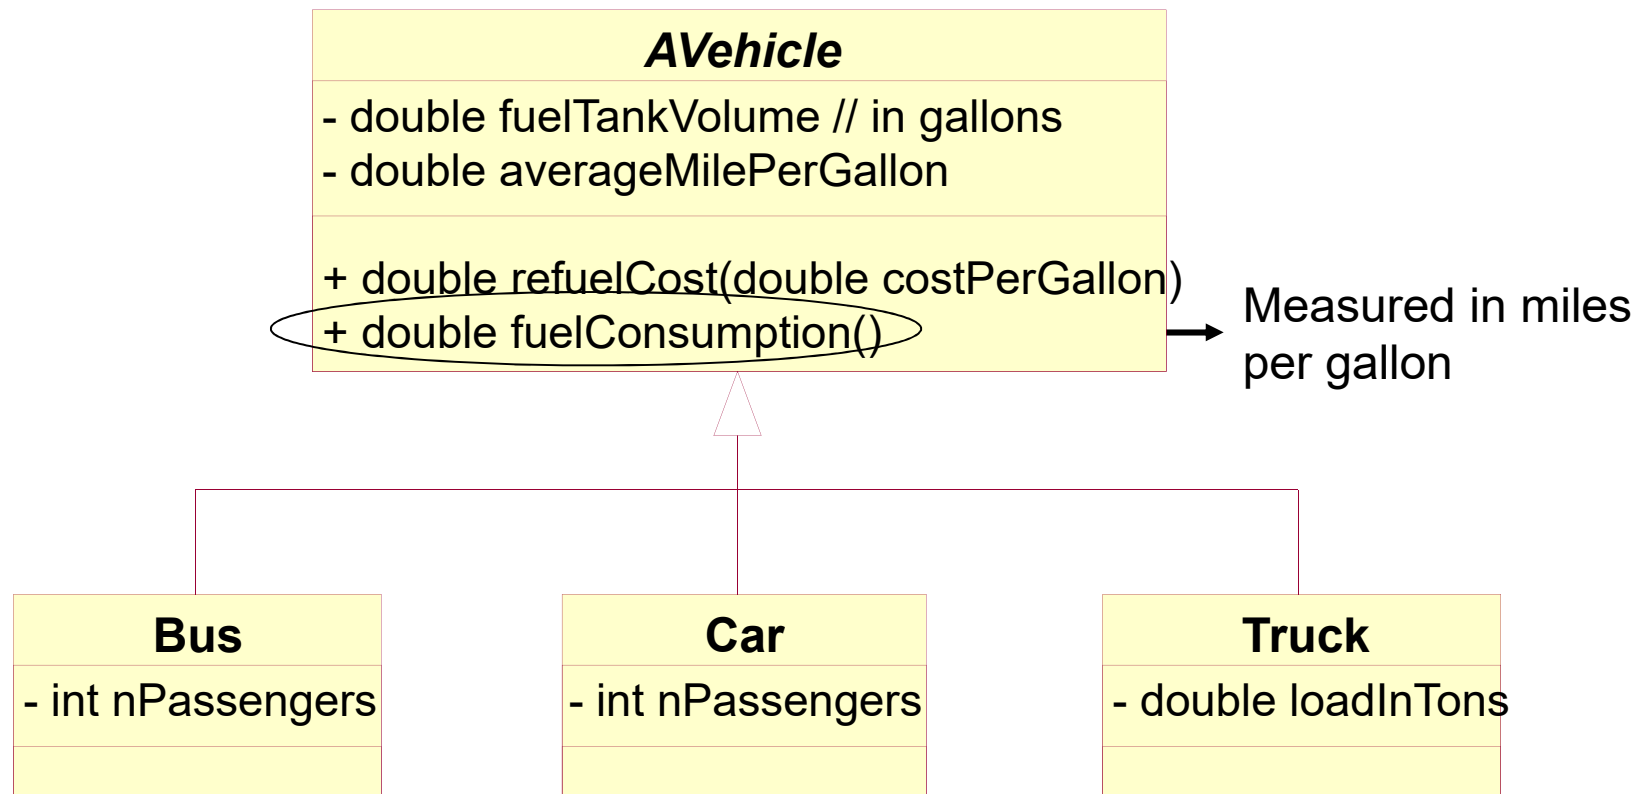 AVehicle
- double fuelTankVolume // in gallons
- double averageMilePerGallon
+ double refuelCost(double costPerGallon)
+ double fuelConsumption()
Measured in miles
per gallon
Bus
- int nPassengers
Car
- int nPassengers
Truck
- double loadInTons